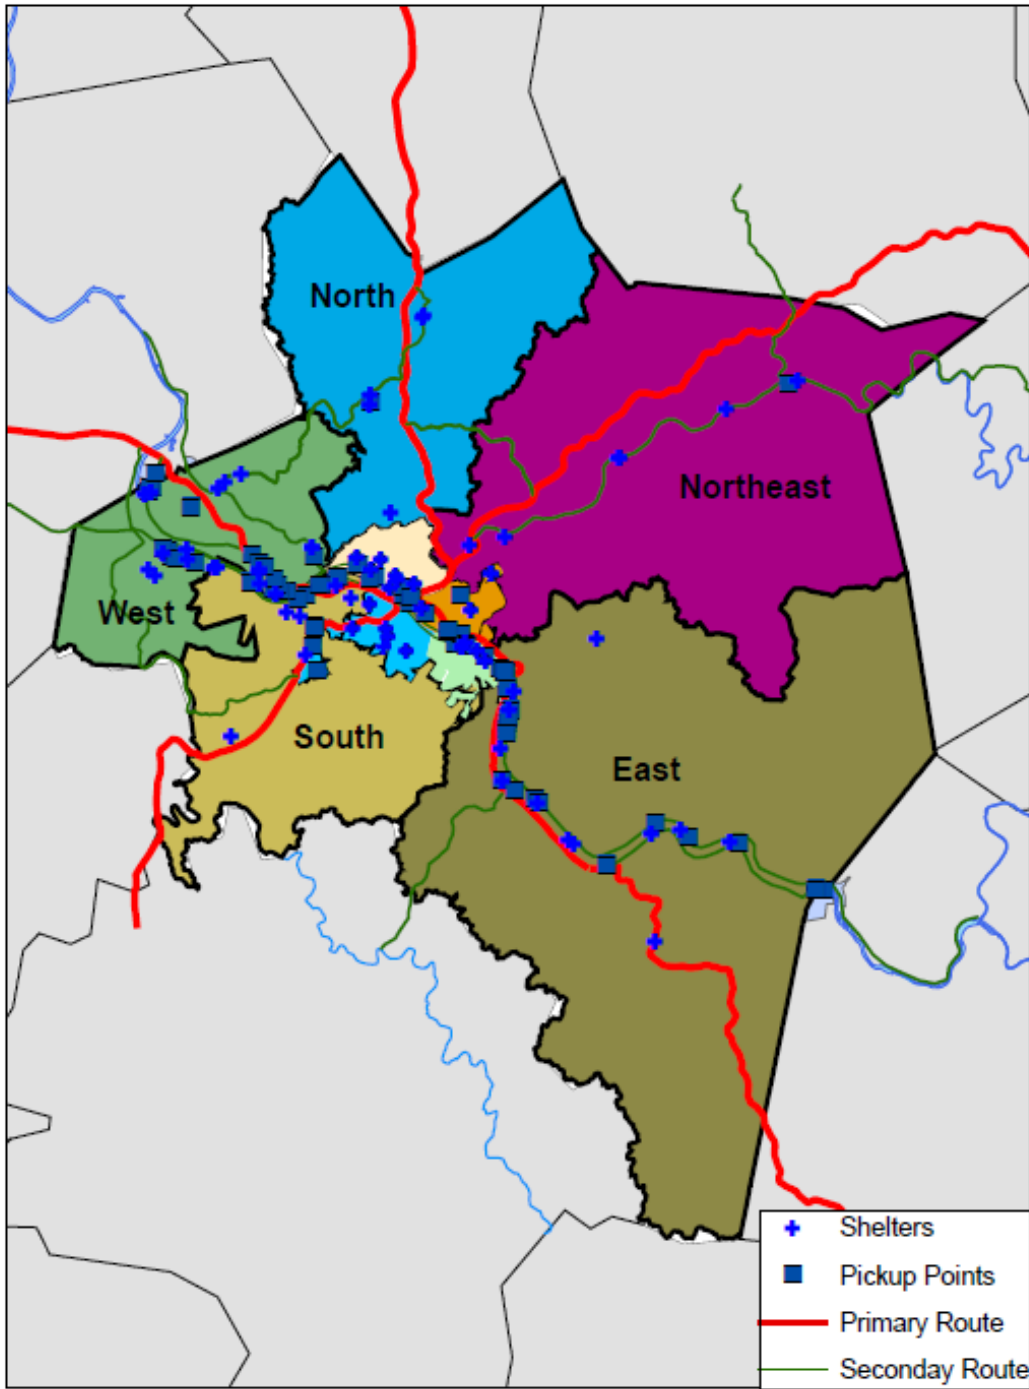 North
Northeast
West
South
East
Shelters
Pickup Points
Primary Route
Seconday Route